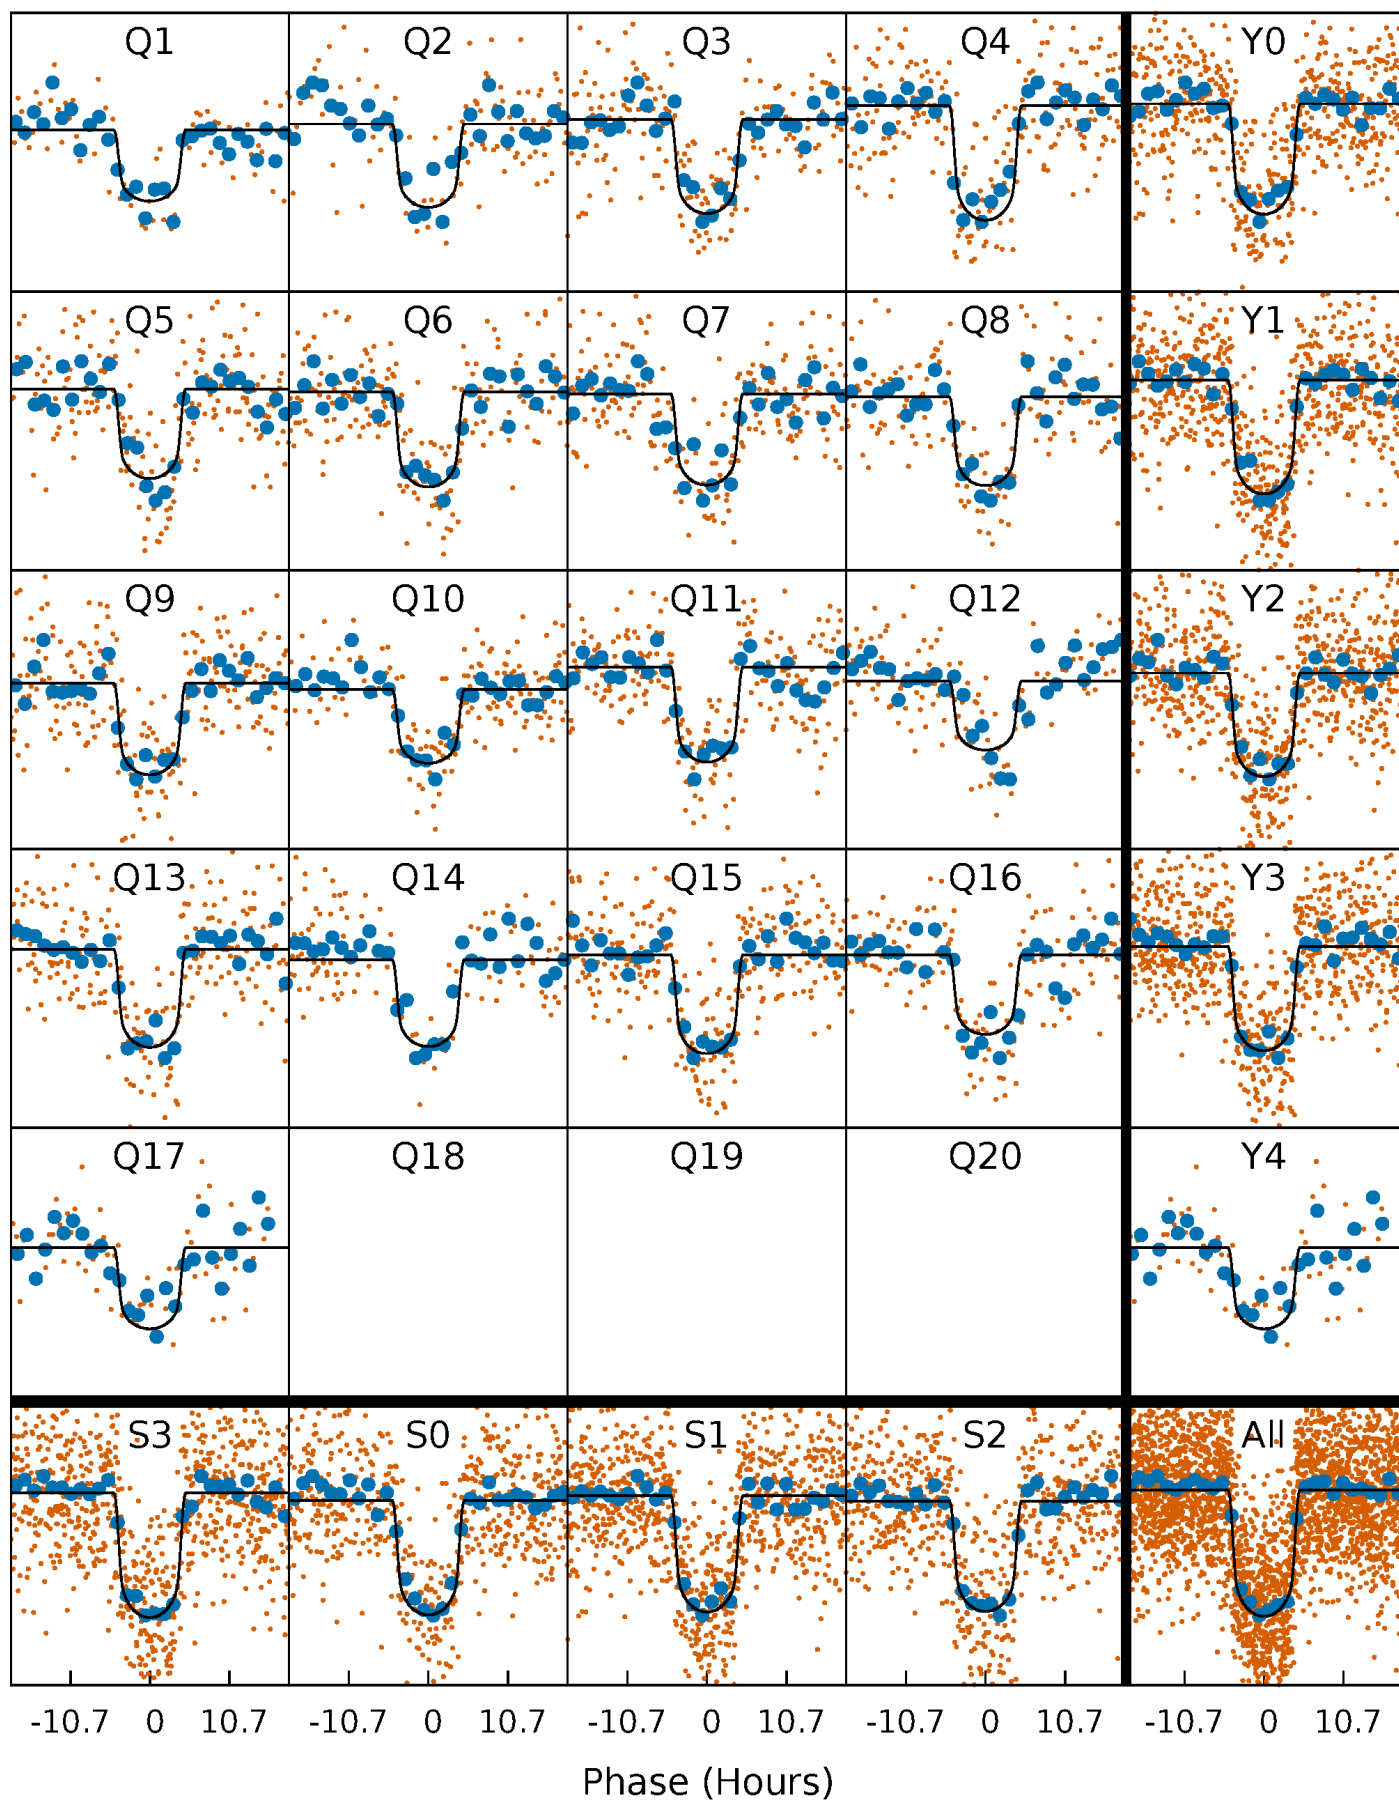 Q1 Q2 Q3 Q4 Y0
Q5 Q6 Q7 Q8 Y1
Q9 Q10 Q11 Q12 Y2
Q13 Q14 Q15 Q16 Y3
Q17 Q18 Q19 Q20 Y4
S3 S0 S1 S2 All
-10.7 0 10.7 -10.7 0 10.7 -10.7 0 10.7 -10.7 0 10.7 -10.7 0 10.7
Phase (Hours)